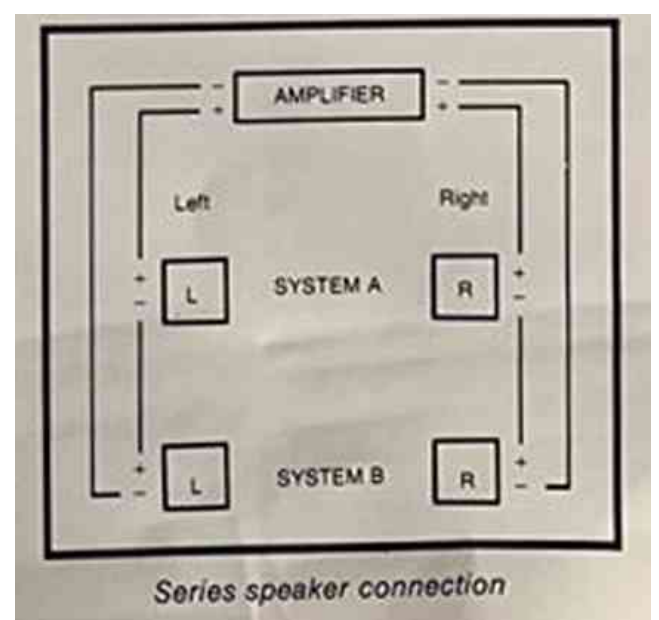 − AMPLIFIER −
+ +
Left Right
+ L SYSTEM A R +
− −
+ L SYSTEM B R +
− −
Series speaker connection